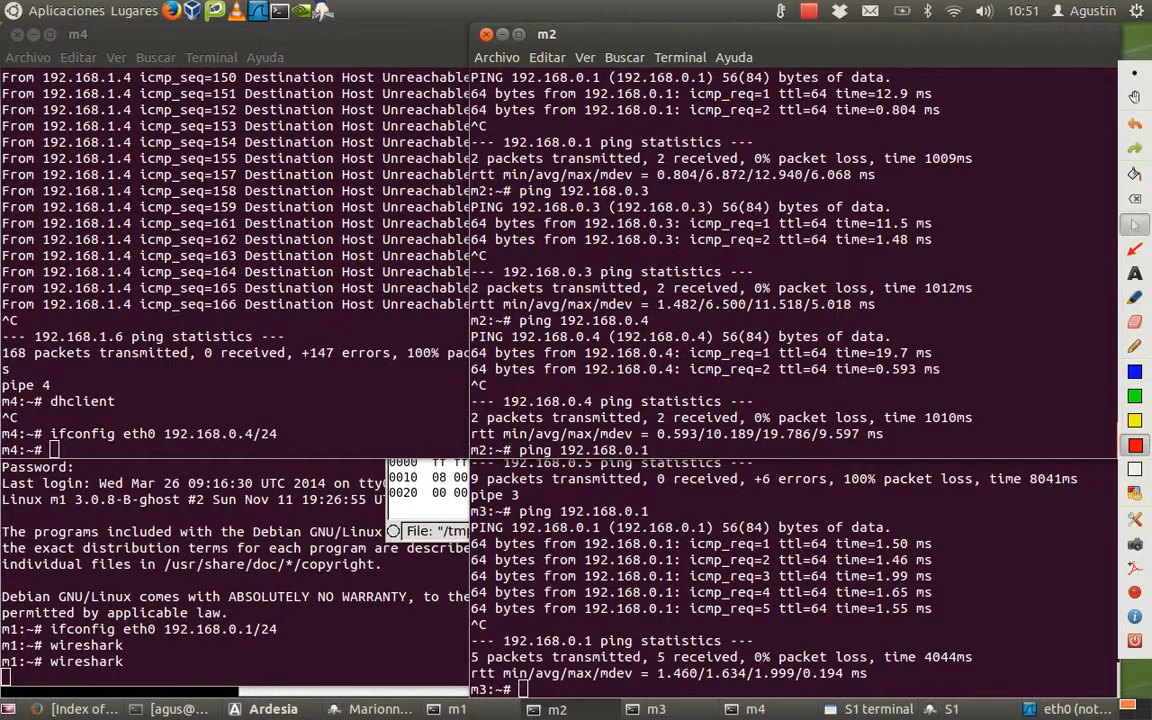 Aplicaciones Lugares
10:51 Agustin
m4
Archivo Editar Ver Buscar Terminal Ayuda
From 192.168.1.4 icmp_seq=150 Destination Host Unreachable
From 192.168.1.4 icmp_seq=151 Destination Host Unreachable
From 192.168.1.4 icmp_seq=152 Destination Host Unreachable
From 192.168.1.4 icmp_seq=153 Destination Host Unreachable
From 192.168.1.4 icmp_seq=154 Destination Host Unreachable
From 192.168.1.4 icmp_seq=155 Destination Host Unreachable
From 192.168.1.4 icmp_seq=157 Destination Host Unreachable
From 192.168.1.4 icmp_seq=158 Destination Host Unreachable
From 192.168.1.4 icmp_seq=159 Destination Host Unreachable
From 192.168.1.4 icmp_seq=161 Destination Host Unreachable
From 192.168.1.4 icmp_seq=162 Destination Host Unreachable
From 192.168.1.4 icmp_seq=163 Destination Host Unreachable
From 192.168.1.4 icmp_seq=164 Destination Host Unreachable
From 192.168.1.4 icmp_seq=165 Destination Host Unreachable
From 192.168.1.4 icmp_seq=166 Destination Host Unreachable
^C
--- 192.168.1.6 ping statistics ---
168 packets transmitted, 0 received, +147 errors, 100% pac
s
pipe 4
m4:~# dhclient
^C
m4:~# ifconfig eth0 192.168.0.4/24
m4:~#
m2
Archivo Editar Ver Buscar Terminal Ayuda
PING 192.168.0.1 (192.168.0.1) 56(84) bytes of data.
64 bytes from 192.168.0.1: icmp_req=1 ttl=64 time=12.9 ms
64 bytes from 192.168.0.1: icmp_req=2 ttl=64 time=0.804 ms
^C
--- 192.168.0.1 ping statistics ---
2 packets transmitted, 2 received, 0% packet loss, time 1009ms
rtt min/avg/max/mdev = 0.804/6.872/12.940/6.068 ms
m2:~# ping 192.168.0.3
PING 192.168.0.3 (192.168.0.3) 56(84) bytes of data.
64 bytes from 192.168.0.3: icmp_req=1 ttl=64 time=11.5 ms
64 bytes from 192.168.0.3: icmp_req=2 ttl=64 time=1.48 ms
^C
--- 192.168.0.3 ping statistics ---
2 packets transmitted, 2 received, 0% packet loss, time 1012ms
rtt min/avg/max/mdev = 1.482/6.500/11.518/5.018 ms
m2:~# ping 192.168.0.4
PING 192.168.0.4 (192.168.0.4) 56(84) bytes of data.
64 bytes from 192.168.0.4: icmp_req=1 ttl=64 time=19.7 ms
64 bytes from 192.168.0.4: icmp_req=2 ttl=64 time=0.593 ms
^C
--- 192.168.0.4 ping statistics ---
2 packets transmitted, 2 received, 0% packet loss, time 1010ms
rtt min/avg/max/mdev = 0.593/10.189/19.786/9.597 ms
m2:~# ping 192.168.0.1
Password:
Last login: Wed Mar 26 09:16:30 UTC 2014 on tty
Linux m1 3.0.8-B-ghost #2 Sun Nov 11 19:26:55 U
The programs included with the Debian GNU/Linux
the exact distribution terms for each program are describe
individual files in /usr/share/doc/*/copyright.
Debian GNU/Linux comes with ABSOLUTELY NO WARRANTY, to the
permitted by applicable law.
m1:~# ifconfig eth0 192.168.0.1/24
m1:~# wireshark
m1:~# wireshark
0000 ff ff
0010 08 00
0020 00 00
File: "/tmp
--- 192.168.0.5 ping statistics ---
9 packets transmitted, 0 received, +6 errors, 100% packet loss, time 8041ms
pipe 3
m3:~# ping 192.168.0.1
PING 192.168.0.1 (192.168.0.1) 56(84) bytes of data.
64 bytes from 192.168.0.1: icmp_req=1 ttl=64 time=1.50 ms
64 bytes from 192.168.0.1: icmp_req=2 ttl=64 time=1.46 ms
64 bytes from 192.168.0.1: icmp_req=3 ttl=64 time=1.99 ms
64 bytes from 192.168.0.1: icmp_req=4 ttl=64 time=1.65 ms
64 bytes from 192.168.0.1: icmp_req=5 ttl=64 time=1.55 ms
^C
--- 192.168.0.1 ping statistics ---
5 packets transmitted, 5 received, 0% packet loss, time 4044ms
rtt min/avg/max/mdev = 1.460/1.634/1.999/0.194 ms
m3:~#
[Index of... [agus@... Ardesia Marionn... m1 m2 m3 m4 S1 terminal S1 eth0 (not...